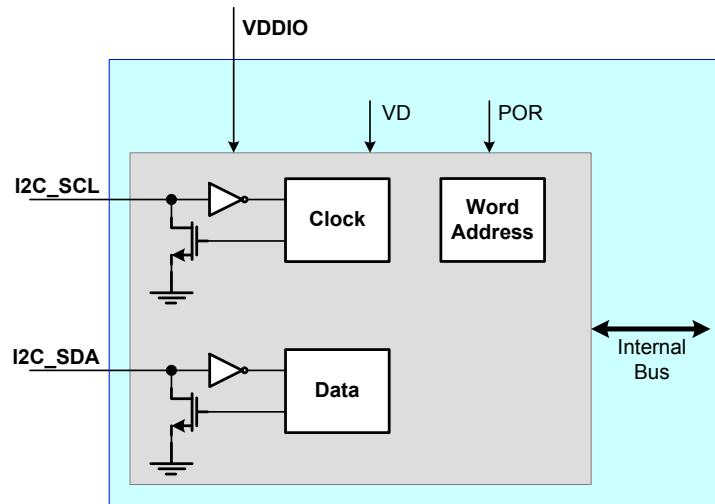 VDDIO
VD
POR
I2C_SCL
Clock
Word
Address
I2C_SDA
Data
Internal
Bus